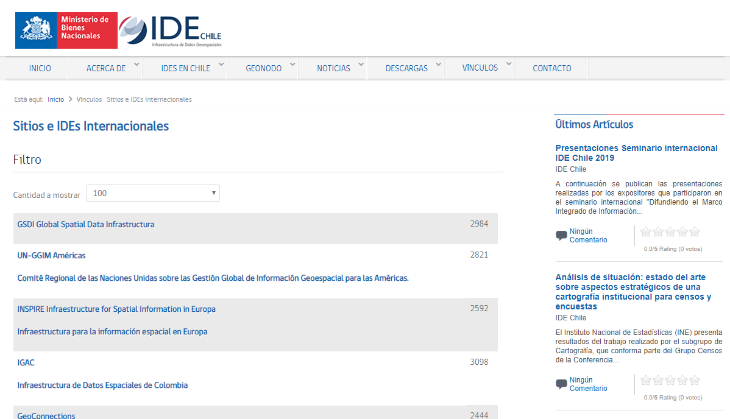 Ministerio de
Bienes
Nacionales
IDE CHILE
Infraestructura de Datos Geoespaciales
INICIO
ACERCA DE
IDES EN CHILE
GEONODO
NOTICIAS
DESCARGAS
VÍNCULOS
CONTACTO
Está aquí: Inicio > Vínculos Sitios e IDEs Internacionales
Sitios e IDEs Internacionales
Filtro
Cantidad a mostrar 100
GSDI Global Spatial Data Infrastructura 2984
UN-GGIM Américas 2821
Comité Regional de las Naciones Unidas sobre las Gestión Global de Información Geoespacial para las Américas.
INSPIRE Infraestructure for Spatial Information in Europa 2592
Infraestructura para la información espacial en Europa
IGAC 3098
Infraestructura de Datos Espaciales de Colombia
GeoConnections 2444
Últimos Artículos
Presentaciones Seminario internacional
IDE Chile 2019
IDE Chile
A continuación se publican las presentaciones
realizadas por los expositores que participaron en
el seminario internacional "Difundiendo el Marco
Integrado de Información...
Ningún
Comentario
0.0/5 Rating (0 votos)
Análisis de situación: estado del arte
sobre aspectos estratégicos de una
cartografía institucional para censos y
encuestas
IDE Chile
El Instituto Nacional de Estadísticas (INE) presenta
resultados del trabajo realizado por el subgrupo de
Cartografía, que conforma parte del Grupo Censos
de la Conferencia...
Ningún
Comentario
0.0/5 Rating (0 votos)